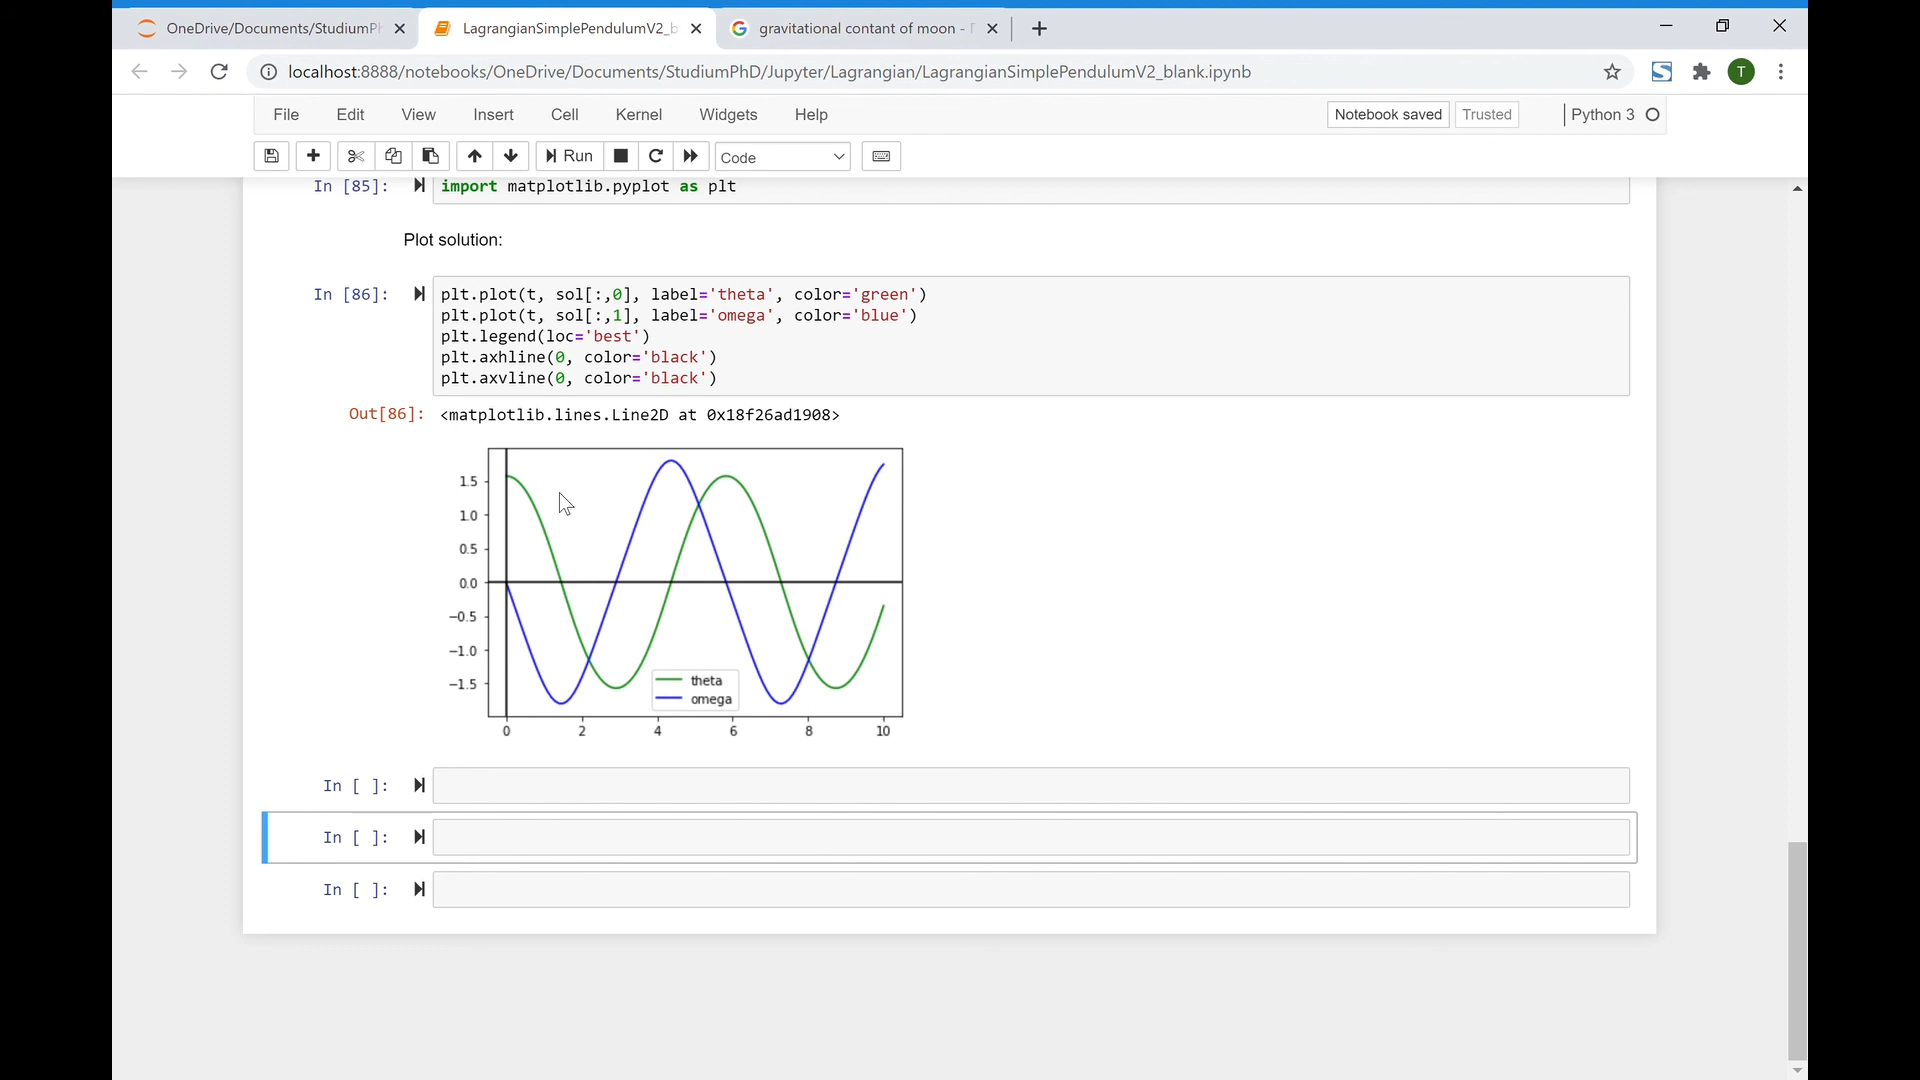 OneDrive/Documents/StudiumP
LagrangianSimplePendulumV2_b
gravitational contant of moon -
localhost:8888/notebooks/OneDrive/Documents/StudiumPhD/Jupyter/Lagrangian/LagrangianSimplePendulumV2_blank.ipynb
T
File Edit View Insert Cell Kernel Widgets Help Notebook saved Trusted Python 3
Run Code
In [85]: import matplotlib.pyplot as plt
Plot solution:
In [86]: plt.plot(t, sol[:,0], label='theta', color='green')
plt.plot(t, sol[:,1], label='omega', color='blue')
plt.legend(loc='best')
plt.axhline(0, color='black')
plt.axvline(0, color='black')
Out[86]: <matplotlib.lines.Line2D at 0x18f26ad1908>
1.5
1.0
0.5
0.0
−0.5
−1.0
−1.5
theta
omega
0 2 4 6 8 10
In [ ]:
In [ ]:
In [ ]: